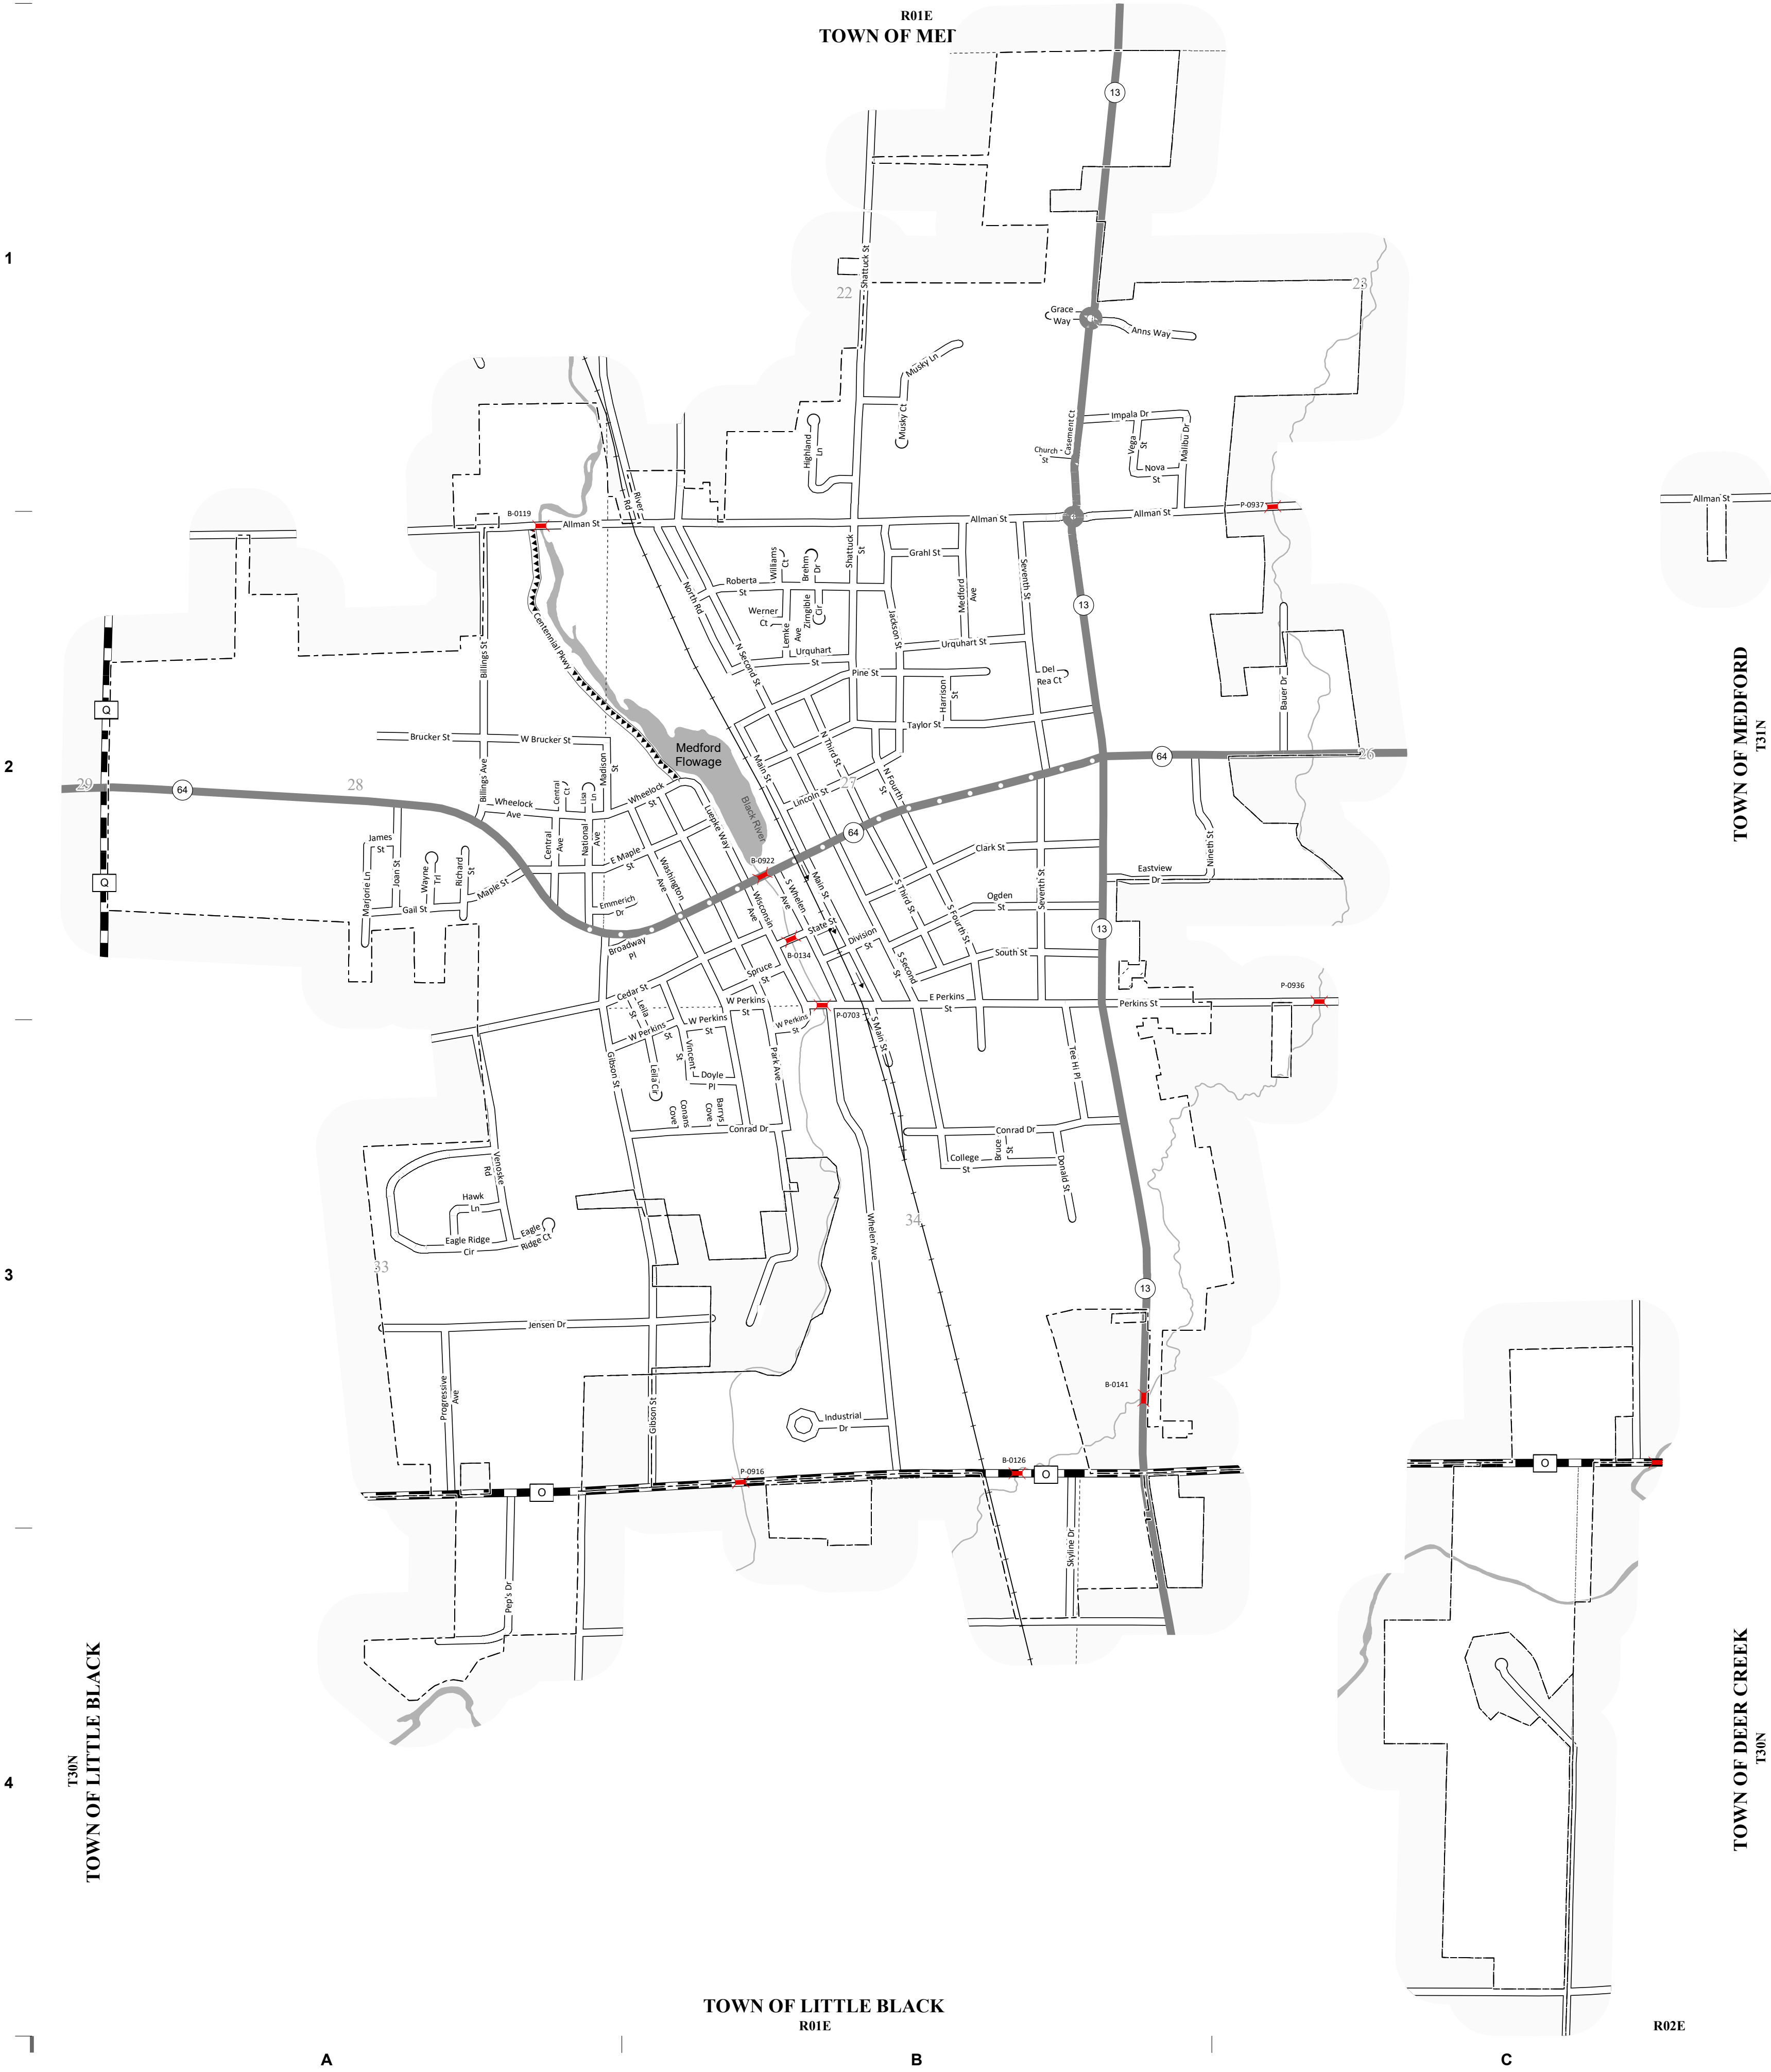 R01E
TOWN OF MED
13
1
Shattuck St
22
23
Grace
Way
Anns Way
Musky Ln
Musky Ct
Highland
Ln
Impala Dr
Casement Ct
Vega
St
Malibu Dr
Church
St
Nova
St
River
Rd
B-0119
Allman St
Allman St
Allman St
P-0937
Allman St
Shattuck
St
Grahl St
Williams
Ct
Brehm
Dr
Seventh St
Roberta
St
North Rd
Medford
Ave
13
Werner
Ct
Lemke
Ave
Zirngible
Cir
Jackson St
Centennial Pkwy
N Second St
Urquhart
St
Urquhart St
Billings St
Pine St
Del
Rea Ct
Harrison
St
Bauer Dr
TOWN OF MEDFORD
T31N
Q
Taylor St
Brucker St
W Brucker St
Medford
Flowage
N Third St
Main St
Madison
St
2
64
26
29
28
64
Billings Ave
Central
Ct
Lisa
Ln
Wheelock
St
Wheelock
Ave
Lincoln St
27
N Fourth
St
Black River
Luepke Way
64
James
St
Central
Ave
National
Ave
E Maple
St
Clark St
Nineth St
Q
Marjorie Ln
Joan St
Wayne
Trl
Richard
St
Maple St
Gail St
Washington
Ave
B-0922
Eastview
Dr
Seventh St
Ogden
St
Emmerich
Dr
Wisconsin
Ave
S Whelen
Ave
Main St
S Third St
S Fourth St
State St
Division
St
13
Broadway
Pl
B-0134
South St
S Second
St
Spruce
St
Cedar St
Leila
St
W Perkins
St
E Perkins
St
Perkins St
P-0936
W Perkins
St
W Perkins
St
W Perkins
St
P-0703
S Main St
Gibson St
Vincent
St
Leila Cir
Doyle
Pl
Park Ave
Tee Hi Pl
Conans
Cove
Barrys
Cove
Conrad Dr
Conrad Dr
Bruce
St
College
St
Donald St
Venoske
Rd
Hawk
Ln
Eagle Ridge
Cir
Eagle
Ridge Ct
34
Whelen Ave
33
3
13
Jensen Dr
Progressive
Ave
Gibson St
B-0141
Industrial
Dr
P-0916
B-0126
O
O
O
Skyline Dr
Pep's Dr
T30N
TOWN OF LITTLE BLACK
TOWN OF DEER CREEK
T30N
4
TOWN OF LITTLE BLACK
R01E
R02E
A
B
C